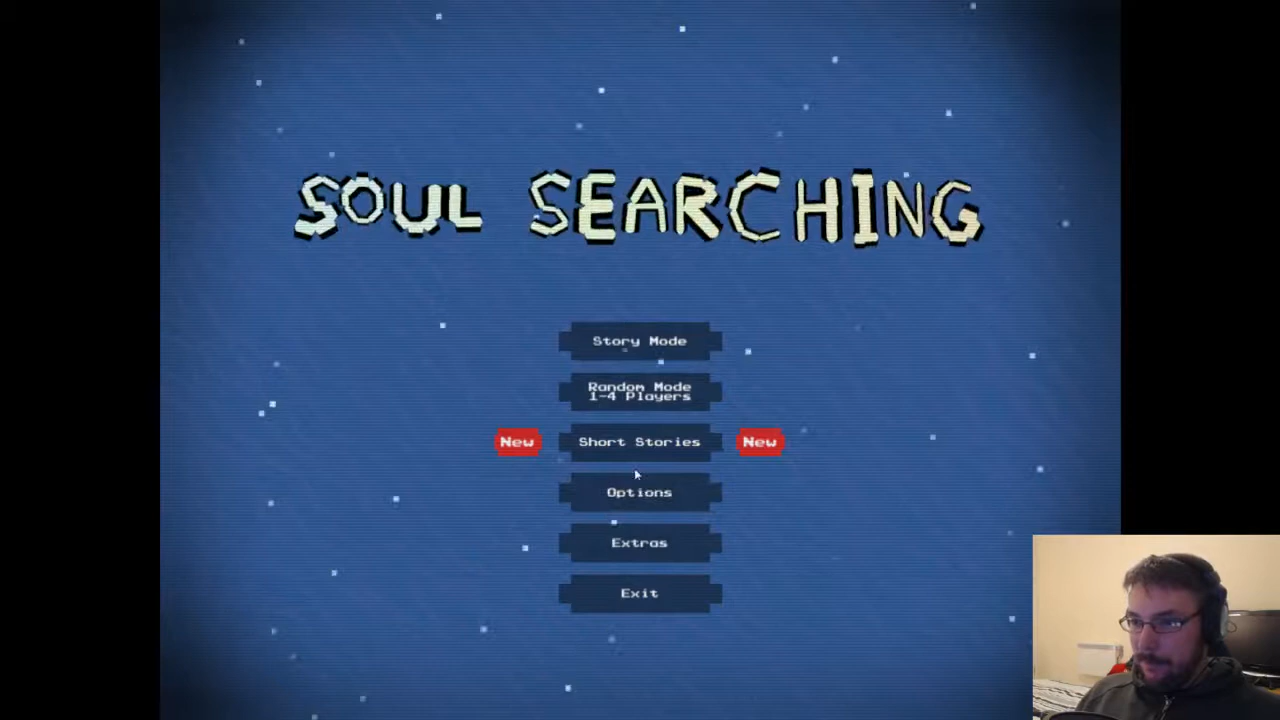 SOUL SEARCHING
Story Mode
Random Mode
1-4 Players
New Short Stories New
Options
Extras
Exit